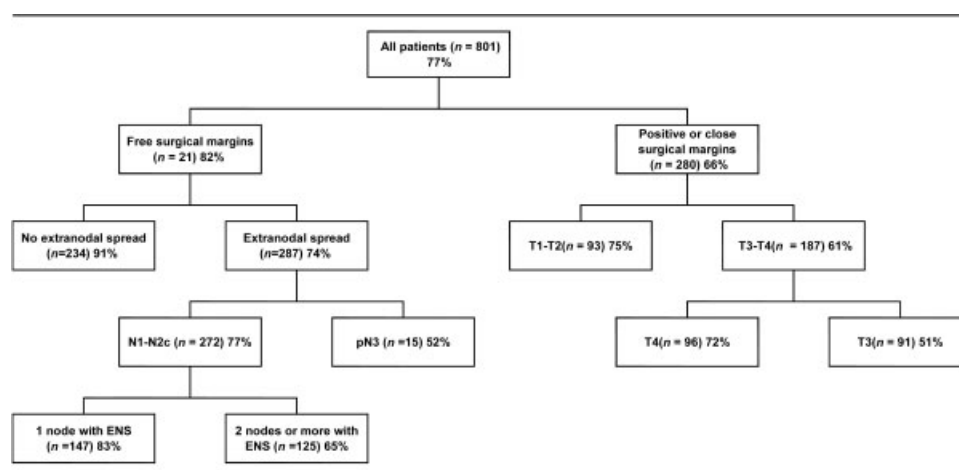 All patients (n = 801)
77%
Free surgical margins
(n = 21) 82%
Positive or close
surgical margins
(n = 280) 66%
No extranodal spread
(n=234) 91%
Extranodal spread
(n=287) 74%
T1-T2(n = 93) 75%
T3-T4(n = 187) 61%
N1-N2c (n = 272) 77%
pN3 (n =15) 52%
T4(n = 96) 72%
T3(n = 91) 51%
1 node with ENS
(n =147) 83%
2 nodes or more with
ENS (n =125) 65%